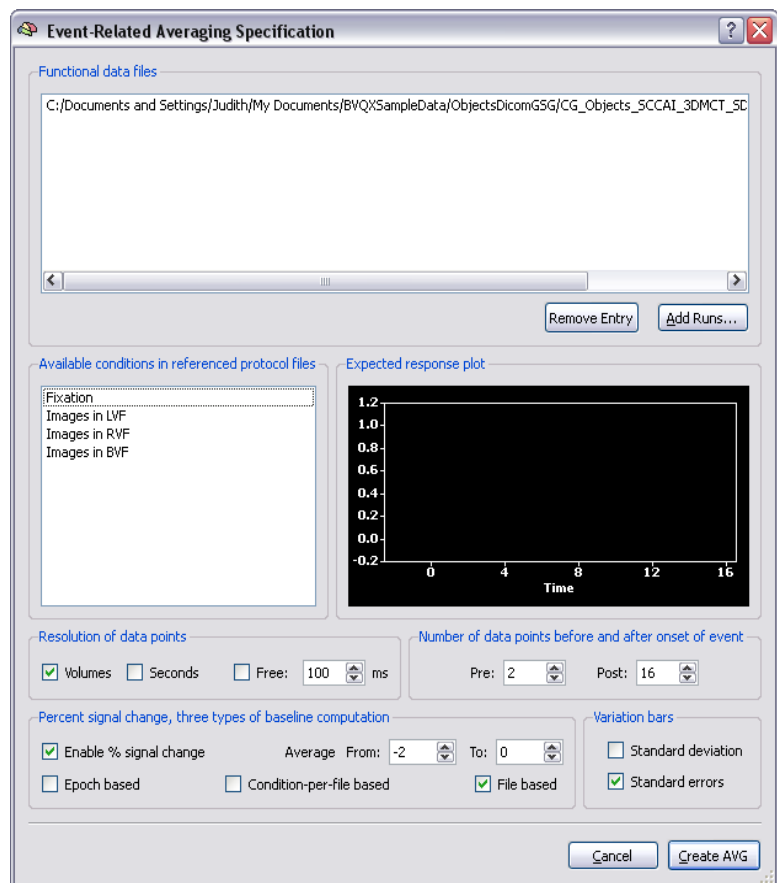 Event-Related Averaging Specification
Functional data files
C:/Documents and Settings/Judith/My Documents/BVQXSampleData/ObjectsDicomGSG/CG_Objects_SCCAI_3DMCT_SD
Remove Entry Add Runs...
Available conditions in referenced protocol files
Fixation
Images in LVF
Images in RVF
Images in BVF
Expected response plot
1.2
1.0
0.8
0.6
0.4
0.2
0.0
-0.2
0 4 8 12 16
Time
Resolution of data points
Volumes Seconds Free: 100 ms
Number of data points before and after onset of event
Pre: 2 Post: 16
Percent signal change, three types of baseline computation
Enable % signal change Average From: -2 To: 0
Epoch based Condition-per-file based File based
Variation bars
Standard deviation
Standard errors
Cancel Create AVG